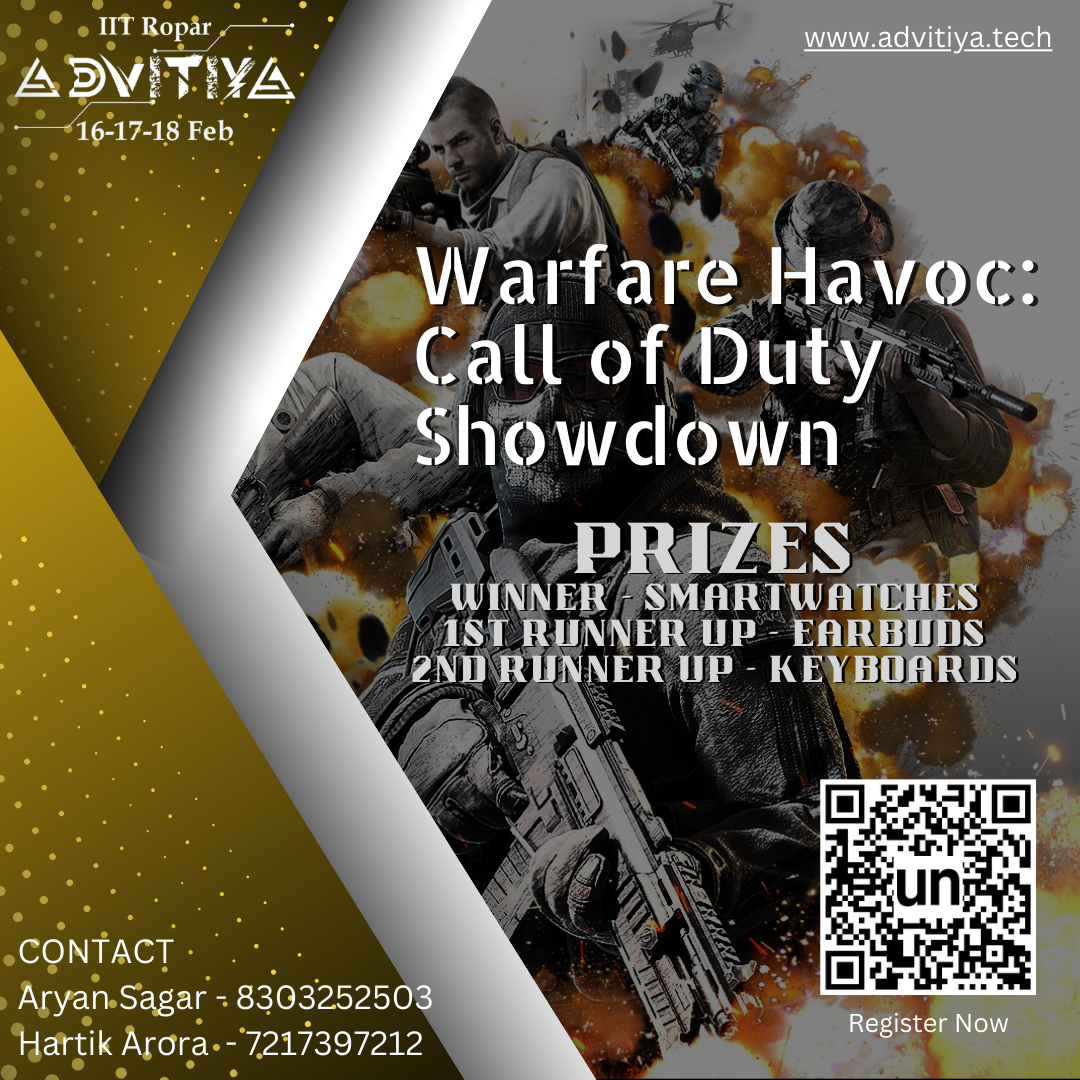 IIT Ropar
ADVITIYA
16-17-18 Feb
www.advitiya.tech
Warfare Havoc:
Call of Duty
Showdown
PRIZES
WINNER - SMARTWATCHES
1ST RUNNER UP - EARBUDS
2ND RUNNER UP - KEYBOARDS
un
Register Now
CONTACT
Aryan Sagar - 8303252503
Hartik Arora - 7217397212